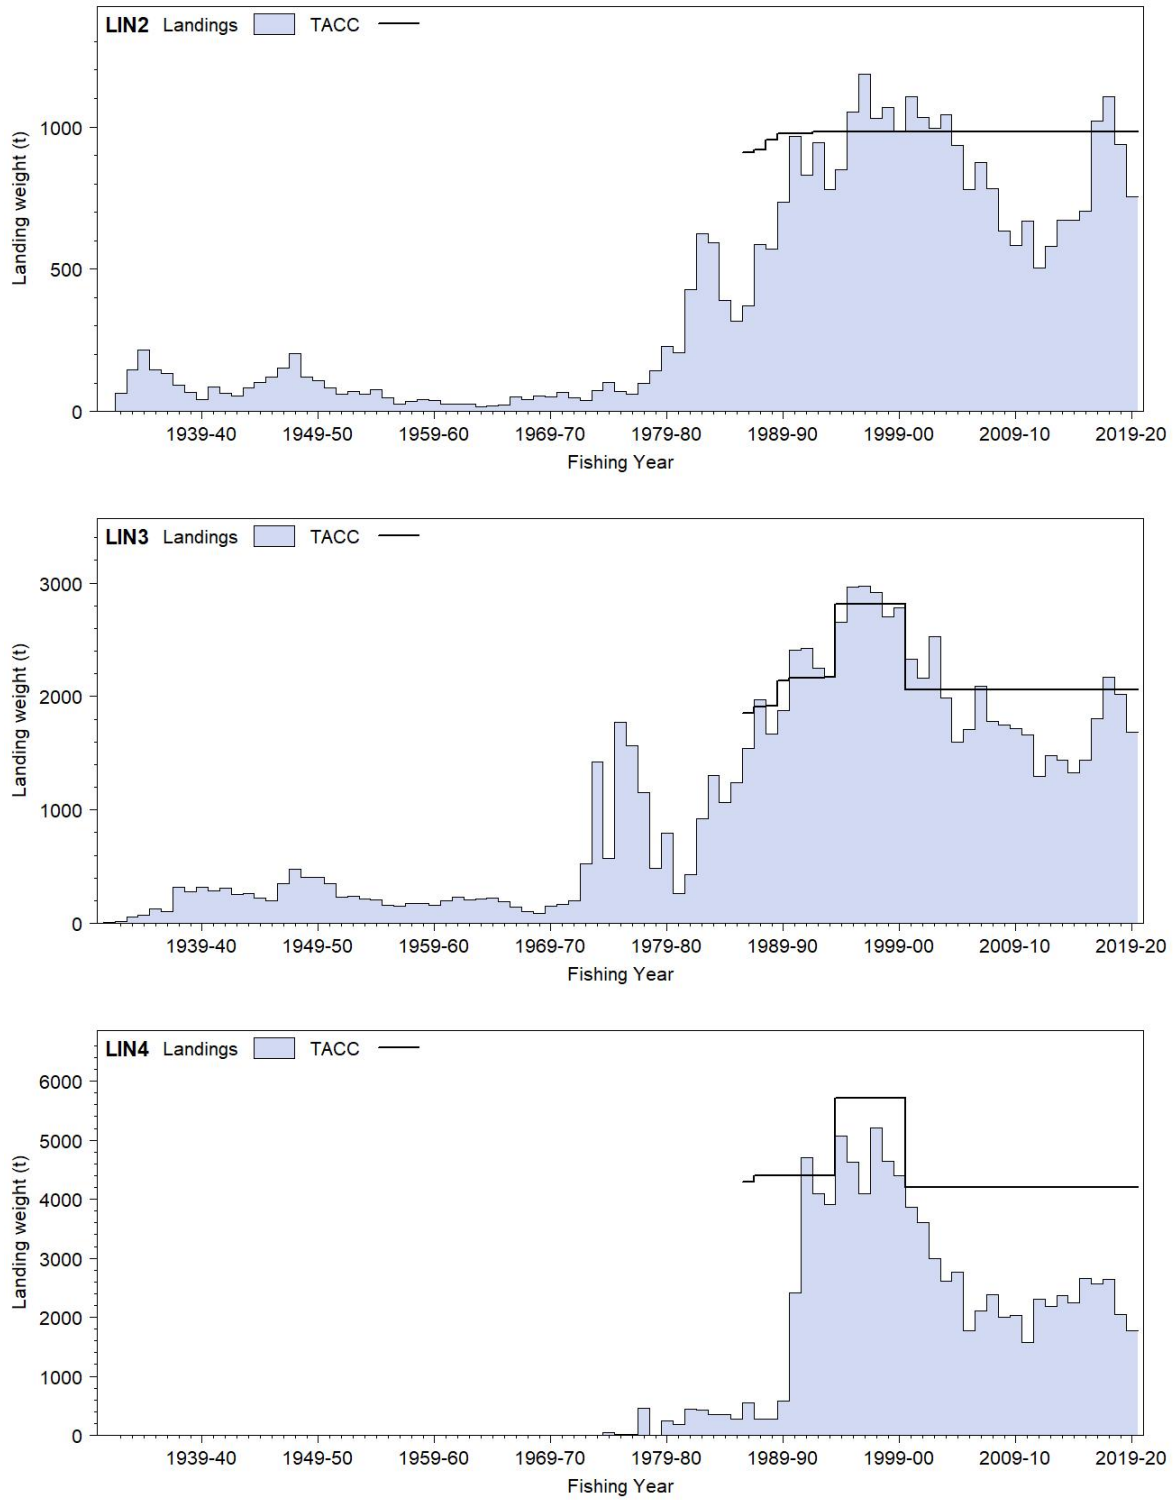 LIN2 Landings TACC
Landing weight (t)
1000
500
0
1939-40 1949-50 1959-60 1969-70 1979-80 1989-90 1999-00 2009-10 2019-20
Fishing Year
LIN3 Landings TACC
Landing weight (t)
3000
2000
1000
0
1939-40 1949-50 1959-60 1969-70 1979-80 1989-90 1999-00 2009-10 2019-20
Fishing Year
LIN4 Landings TACC
Landing weight (t)
6000
5000
4000
3000
2000
1000
0
1939-40 1949-50 1959-60 1969-70 1979-80 1989-90 1999-00 2009-10 2019-20
Fishing Year